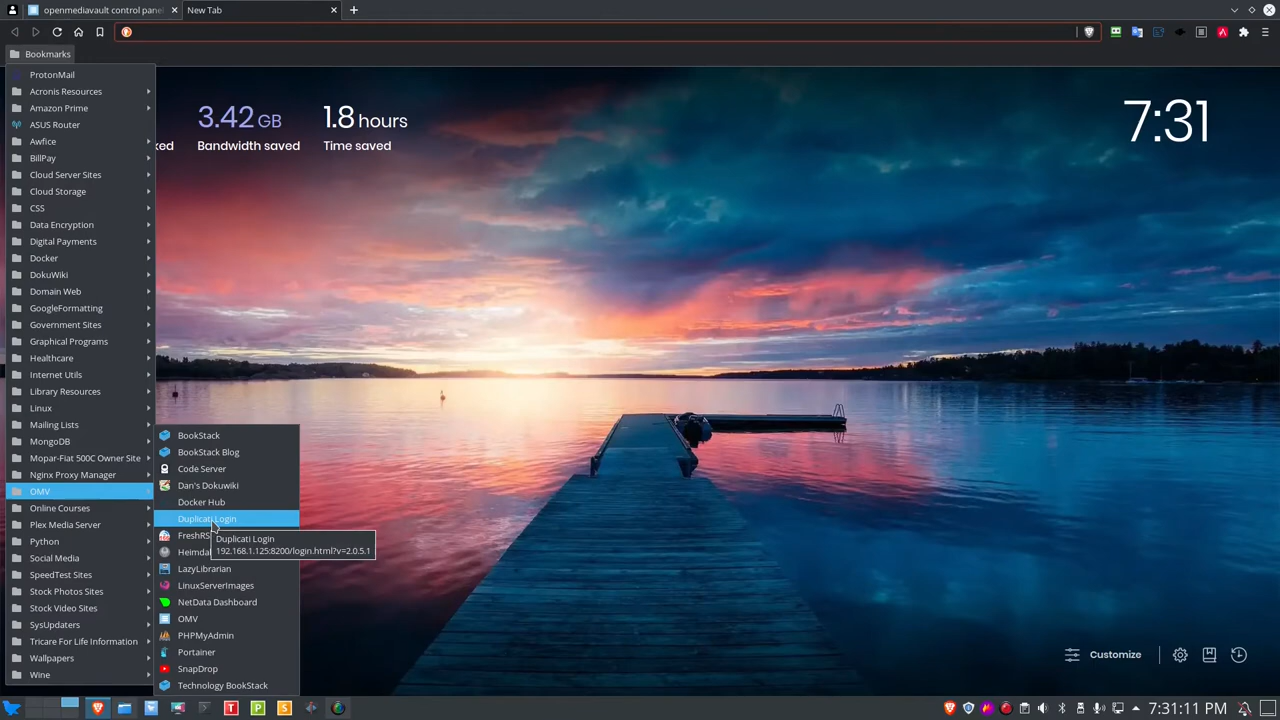 openmediavault control pane
New Tab
Bookmarks
ProtonMail
Acronis Resources
Amazon Prime
ASUS Router
Awfice
BillPay
Cloud Server Sites
Cloud Storage
CSS
Data Encryption
Digital Payments
Docker
DokuWiki
Domain Web
GoogleFormatting
Government Sites
Graphical Programs
Healthcare
Internet Utils
Library Resources
Linux
Mailing Lists
MongoDB
Mopar-Fiat 500C Owner Site
Nginx Proxy Manager
OMV
Online Courses
Plex Media Server
Python
Social Media
SpeedTest Sites
Stock Photos Sites
Stock Video Sites
SysUpdaters
Tricare For Life Information
Wallpapers
Wine
BookStack
BookStack Blog
Code Server
Dan's Dokuwiki
Docker Hub
Duplicati Login
FreshRS
Heimda
LazyLibrarian
LinuxServerImages
NetData Dashboard
OMV
PHPMyAdmin
Portainer
SnapDrop
Technology BookStack
Duplicati Login
192.168.1.125:8200/login.html?v=2.0.5.1
ked
3.42 GB
Bandwidth saved
1.8 hours
Time saved
7:31
Customize
T
P
S
7:31:11 PM